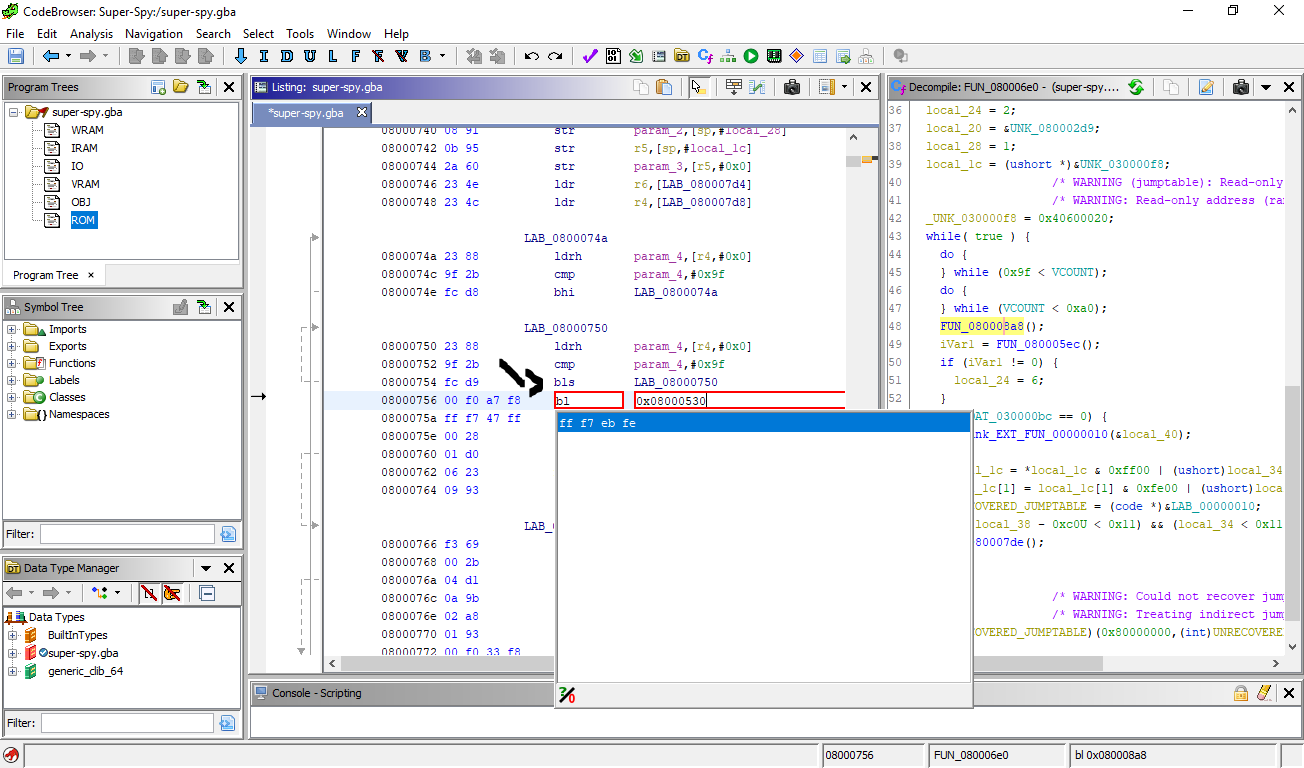 CodeBrowser: Super-Spy:/super-spy.gba
File Edit Analysis Navigation Search Select Tools Window Help
I D U L F R V B
Program Trees
super-spy.gba
WRAM
IRAM
IO
VRAM
OBJ
ROM
Program Tree ×
Symbol Tree
Imports
Exports
Functions
Labels
Classes
Namespaces
Filter:
Data Type Manager
Data Types
BuiltInTypes
super-spy.gba
generic_clib_64
Filter:
Listing: super-spy.gba
*super-spy.gba
08000740 08 91 str param_2,[sp,#local_28]
08000742 0b 95 str r5,[sp,#local_1c]
08000744 2a 60 str param_3,[r5,#0x0]
08000746 23 4e ldr r6,[LAB_080007d4]
08000748 23 4c ldr r4,[LAB_080007d8]
LAB_0800074a
0800074a 23 88 ldrh param_4,[r4,#0x0]
0800074c 9f 2b cmp param_4,#0x9f
0800074e fc d8 bhi LAB_0800074a
LAB_08000750
08000750 23 88 ldrh param_4,[r4,#0x0]
08000752 9f 2b cmp param_4,#0x9f
08000754 fc d9 bls LAB_08000750
08000756 00 f0 a7 f8 bl 0x08000530
ff f7 eb fe
0800075a ff f7 47 ff
0800075e 00 28
08000760 01 d0
08000762 06 23
08000764 09 93
LAB_
08000766 f3 69
08000768 00 2b
0800076a 04 d1
0800076c 0a 9b
0800076e 02 a8
08000770 01 93
08000772 00 f0 33 f8
Decompile: FUN_080006e0 - (super-spy....
36 local_24 = 2;
37 local_20 = &UNK_080002d9;
38 local_28 = 1;
39 local_1c = (ushort *)&UNK_030000f8;
40 /* WARNING (jumptable): Read-only
41 /* WARNING: Read-only address (ra
42 _UNK_030000f8 = 0x40600020;
43 while( true ) {
44 do {
45 } while (0x9f < VCOUNT);
46 do {
47 } while (VCOUNT < 0xa0);
48 FUN_080008a8();
49 iVar1 = FUN_080005ec();
50 if (iVar1 != 0) {
51 local_24 = 6;
52 }
AT_030000bc == 0) {
nk_EXT_FUN_00000010(&local_40);
l_1c = *local_1c & 0xff00 | (ushort)local_34
_1c[1] = local_1c[1] & 0xfe00 | (ushort)loca
OVERED_JUMPTABLE = (code *)&LAB_00000010;
local_38 - 0xc0U < 0x11) && (local_34 < 0x11
80007de();
/* WARNING: Could not recover jum
/* WARNING: Treating indirect jum
OVERED_JUMPTABLE)(0x80000000,(int)UNRECOVERE
Console - Scripting
08000756 FUN_080006e0 bl 0x080008a8